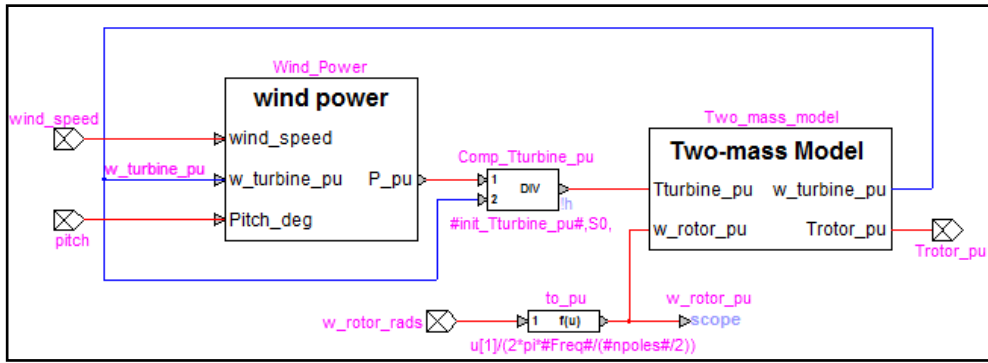 Wind_Power
wind power
wind_speed
wind_speed
w_turbine_pu
w_turbine_pu
P_pu
Pitch_deg
pitch
Comp_Tturbine_pu
1
2
DIV
!h
#init_Tturbine_pu#,S0,
Two_mass_model
Two-mass Model
Tturbine_pu
w_turbine_pu
w_rotor_pu
Trotor_pu
Trotor_pu
to_pu
w_rotor_pu
w_rotor_rads
1
f(u)
scope
u[1]/(2*pi*#Freq#/(#npoles#/2))